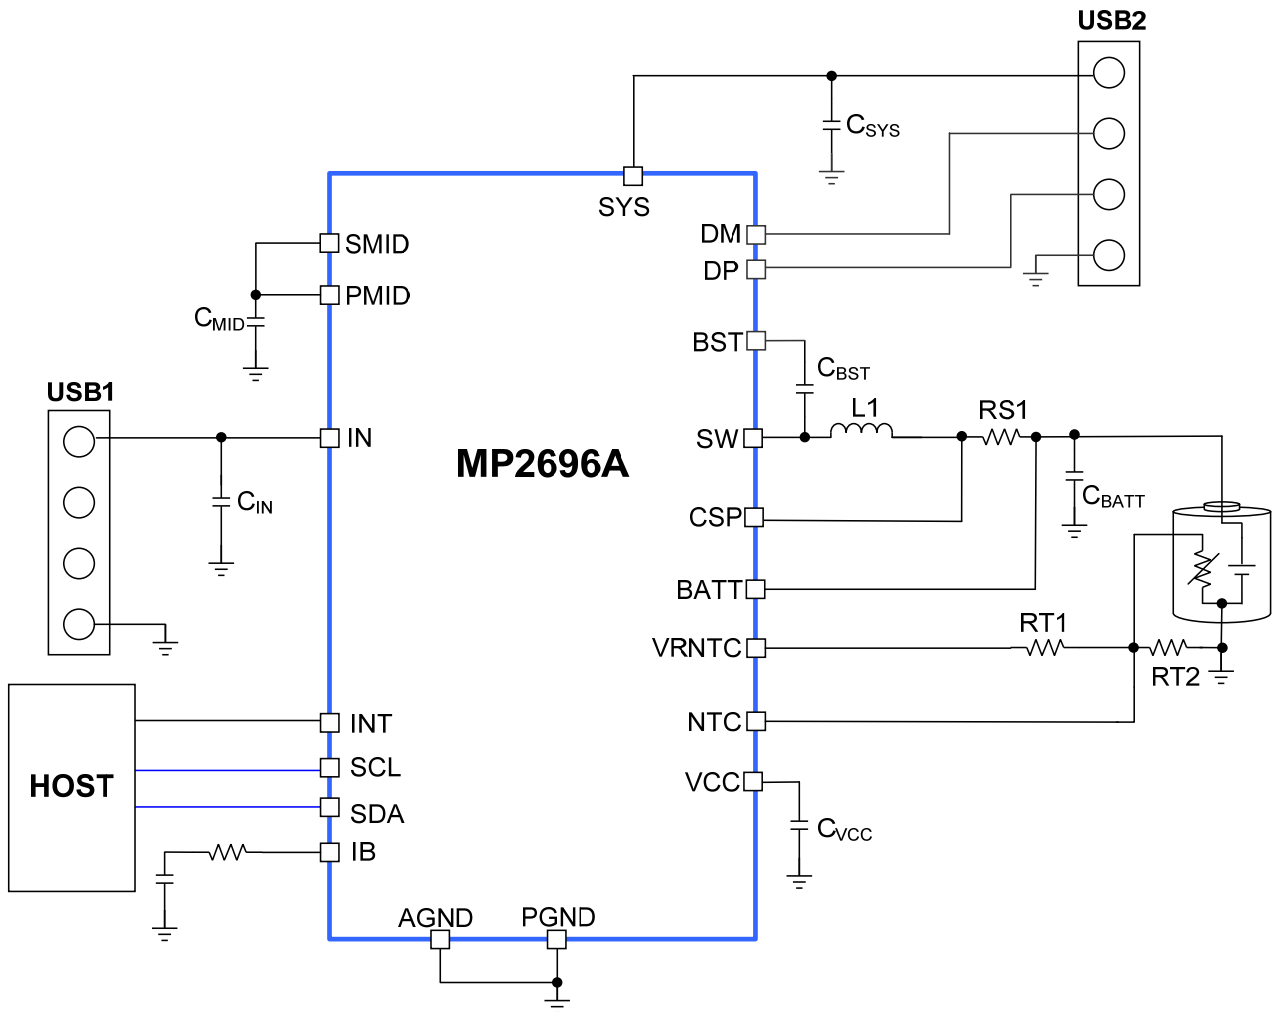 USB2
CSYS
SYS
SMID
DM
DP
PMID
CMID
BST
CBST
USB1
L1
RS1
IN
SW
MP2696A
CIN
CBATT
CSP
BATT
RT1
VRNTC
RT2
INT
NTC
SCL
HOST
VCC
SDA
CVCC
IB
AGND
PGND